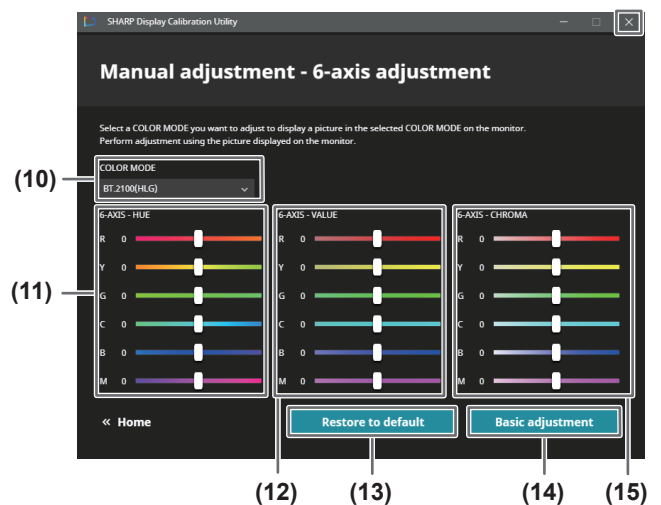 SHARP Display Calibration Utility
Manual adjustment - 6-axis adjustment
Select a COLOR MODE you want to adjust to display a picture in the selected COLOR MODE on the monitor.
Perform adjustment using the picture displayed on the monitor.
(10)
COLOR MODE
BT.2100(HLG)
(11)
6-AXIS - HUE
R 0
Y 0
G 0
C 0
B 0
M 0
6-AXIS - VALUE
R 0
Y 0
G 0
C 0
B 0
M 0
6-AXIS - CHROMA
R 0
Y 0
G 0
C 0
B 0
M 0
« Home
Restore to default
Basic adjustment
(12)
(13)
(14)
(15)